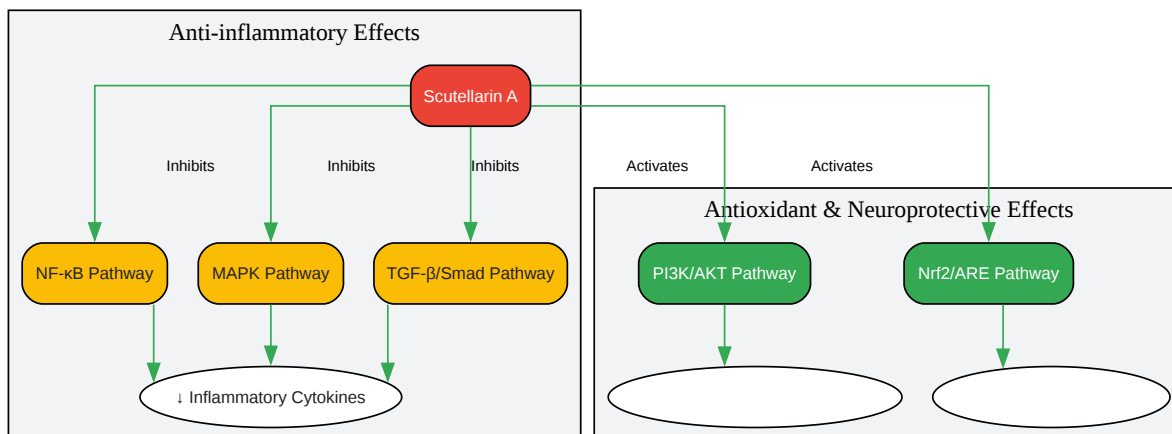 Anti-inflammatory Effects
Scutellarin A
Inhibits
Inhibits
Inhibits
Activates
Activates
Antioxidant & Neuroprotective Effects
NF-κB Pathway
MAPK Pathway
TGF-β/Smad Pathway
PI3K/AKT Pathway
Nrf2/ARE Pathway
↓ Inflammatory Cytokines